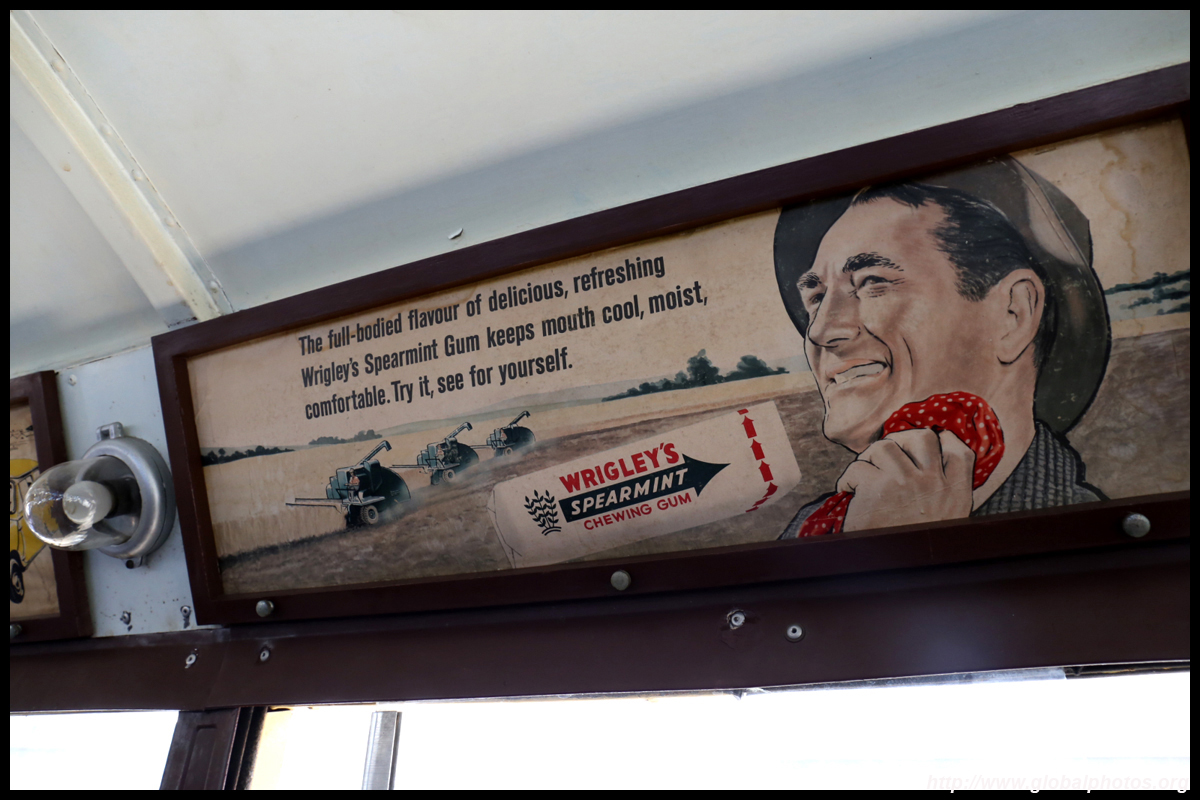 The full-bodied flavour of delicious, refreshing
Wrigley's Spearmint Gum keeps mouth cool, moist,
comfortable. Try it, see for yourself.
WRIGLEY'S
SPEARMINT
CHEWING GUM
http://www.globalphotos.org